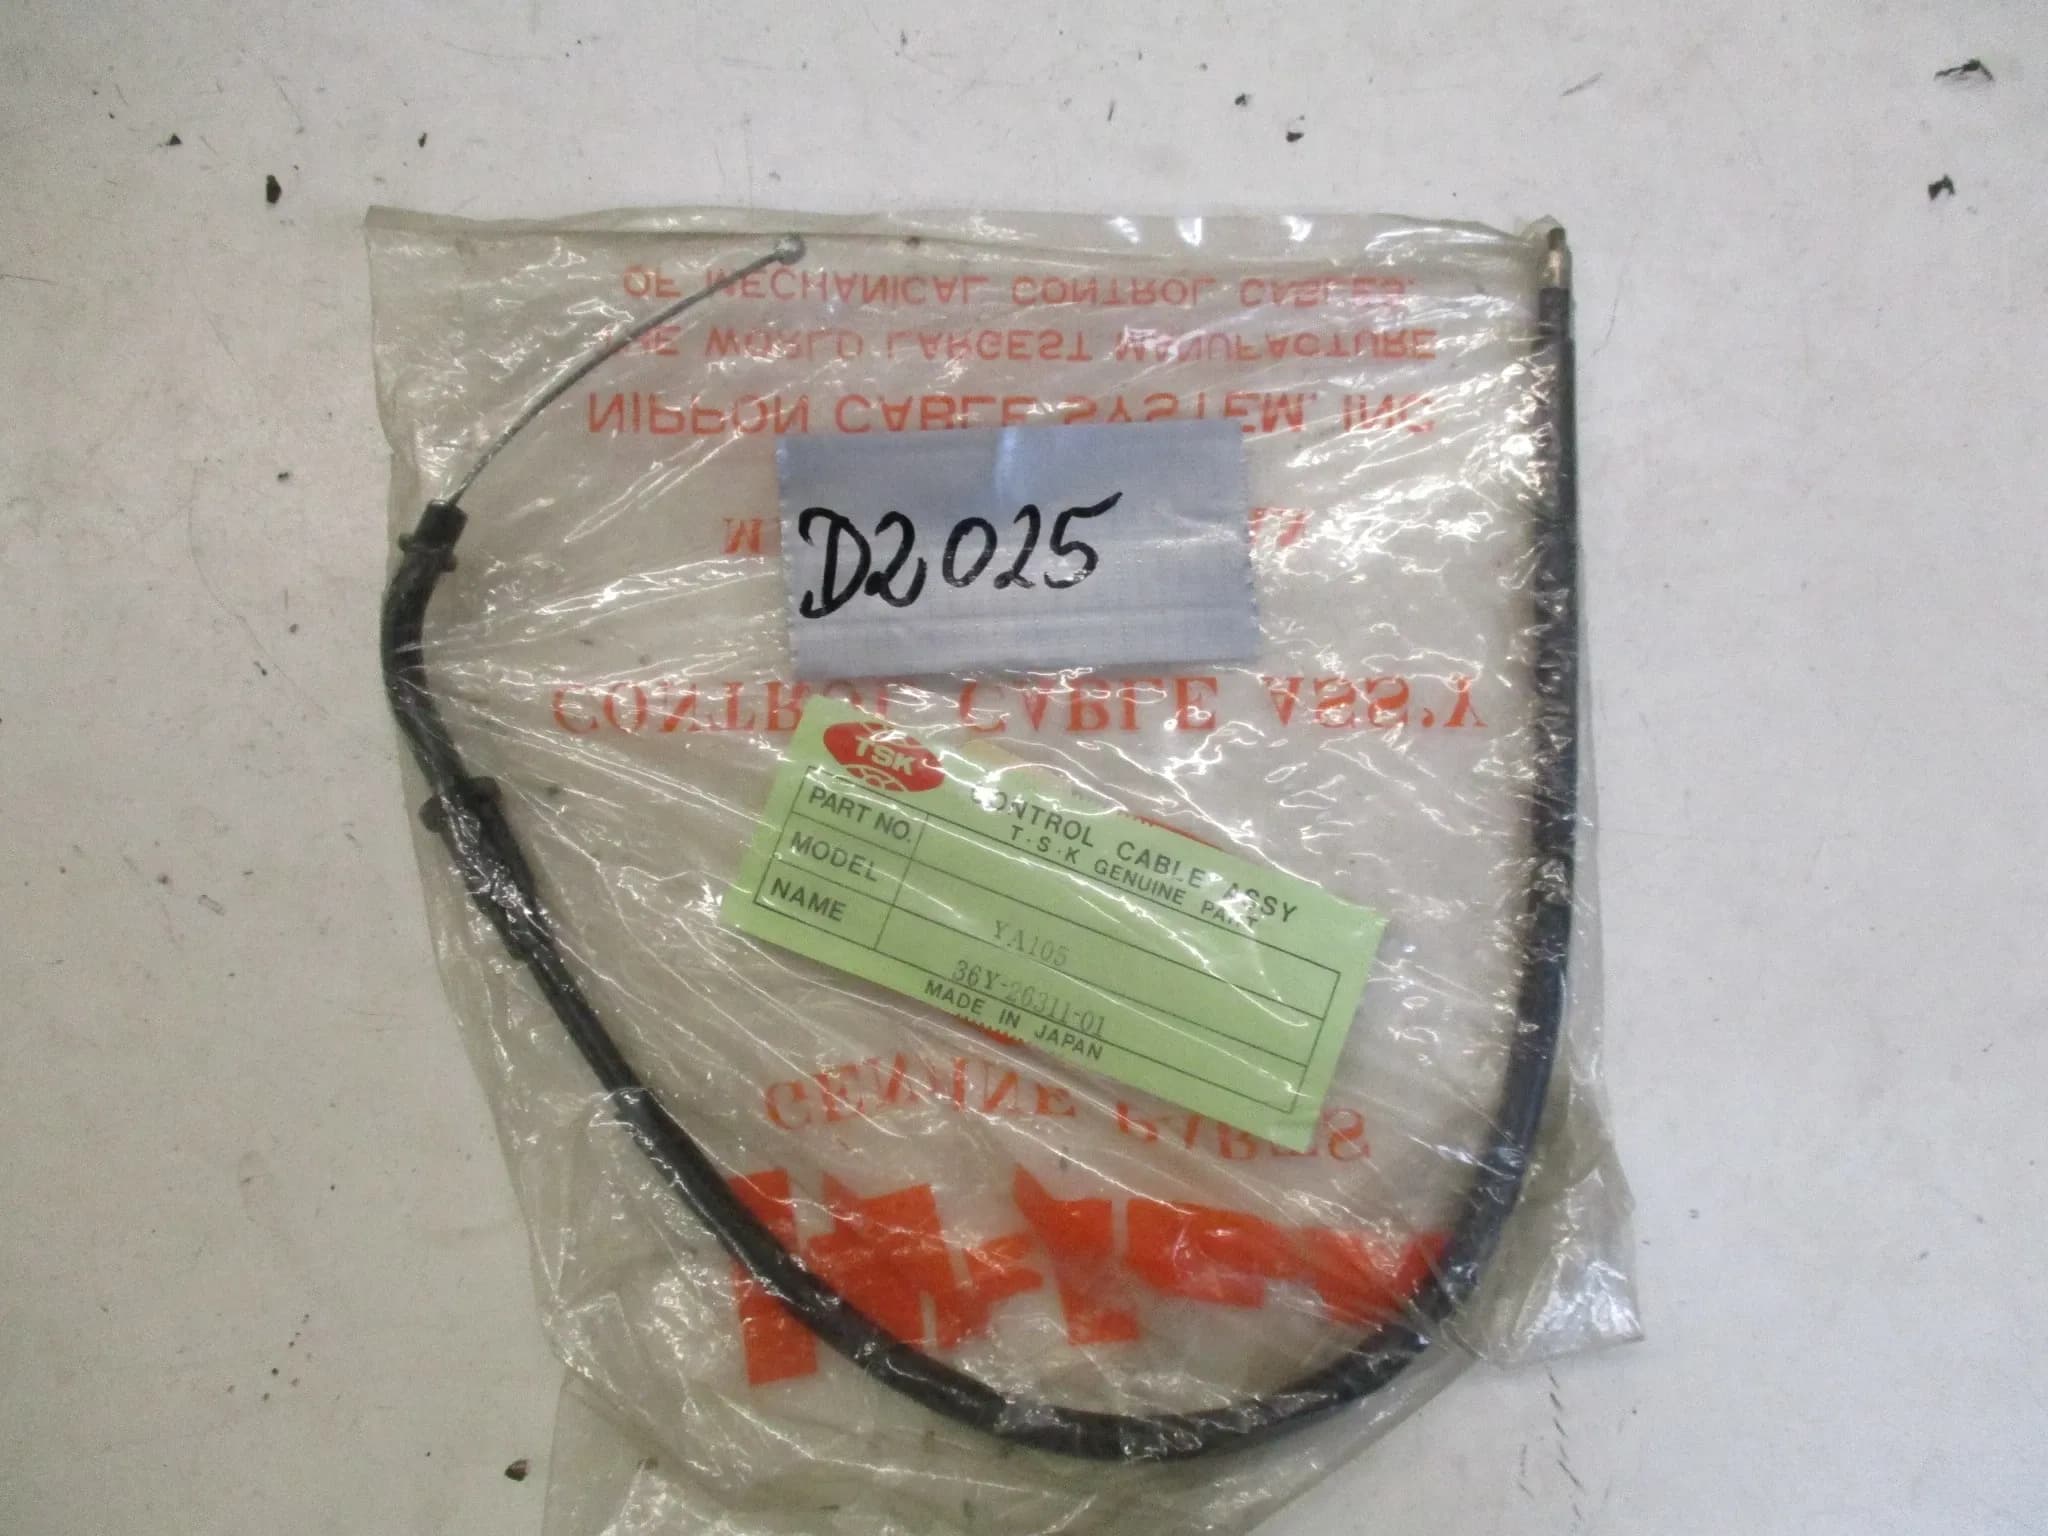 OF MECHANICAL CONTROL CABLES.
THE WORLD LARGEST MANUFACTURE
NIPPON CABLE SYSTEM, INC
D2025
CONTROL CABLE ASS'Y
TSK
CONTROL CABLE ASSY
T.S.K GENUINE PART
PART NO.
MODEL YA105
NAME 36Y-26311-01
MADE IN JAPAN
GENUINE PARTS